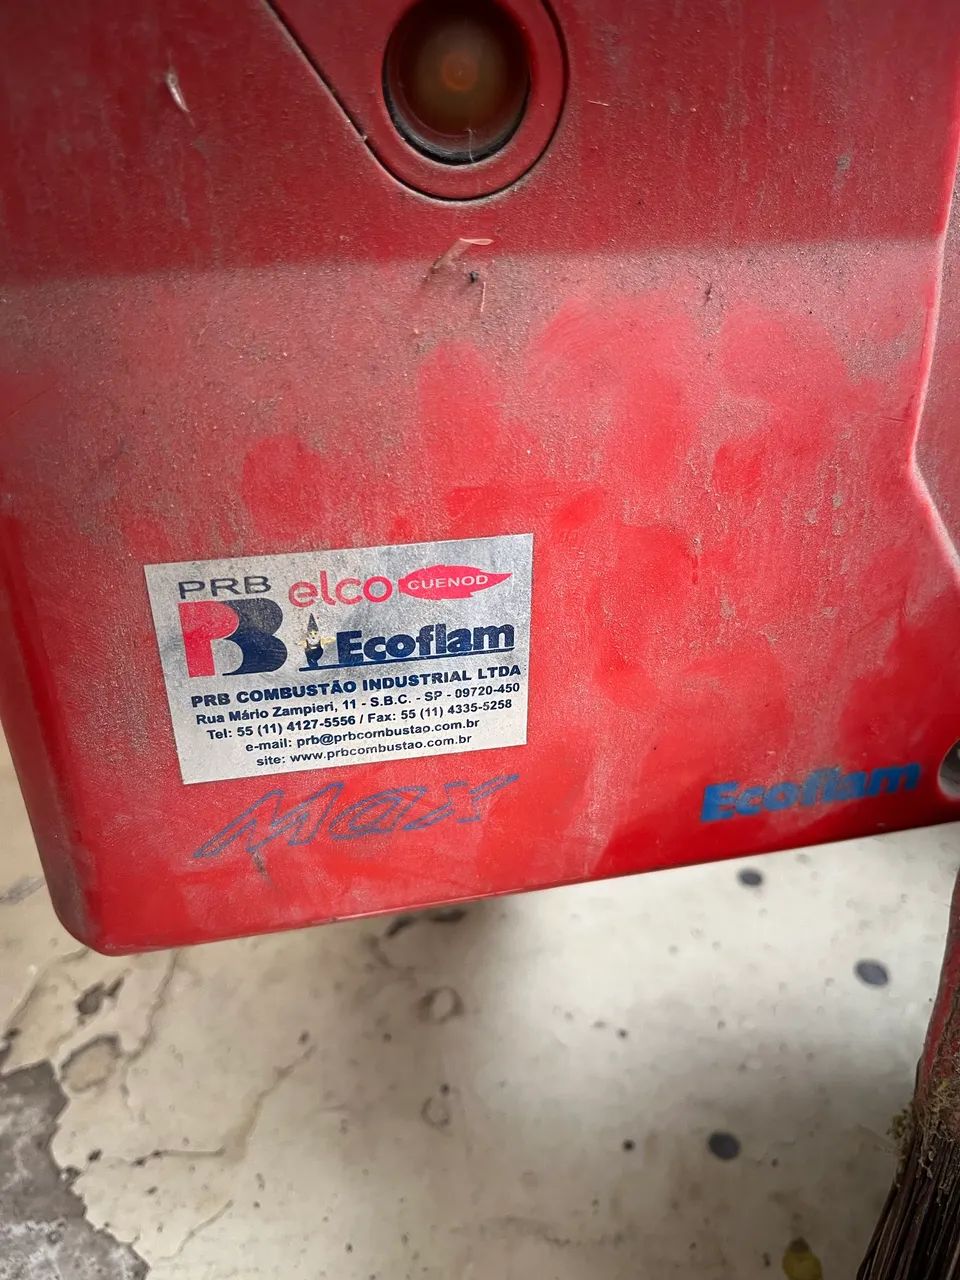 PRB elco CUENOD
PB Ecoflam
PRB COMBUSTÃO INDUSTRIAL LTDA
Rua Mário Zampieri, 11 - S.B.C. - SP - 09720-450
Tel: 55 (11) 4127-5556 / Fax: 55 (11) 4335-5258
e-mail: prb@prbcombustao.com.br
site: www.prbcombustao.com.br
Max
Ecoflam